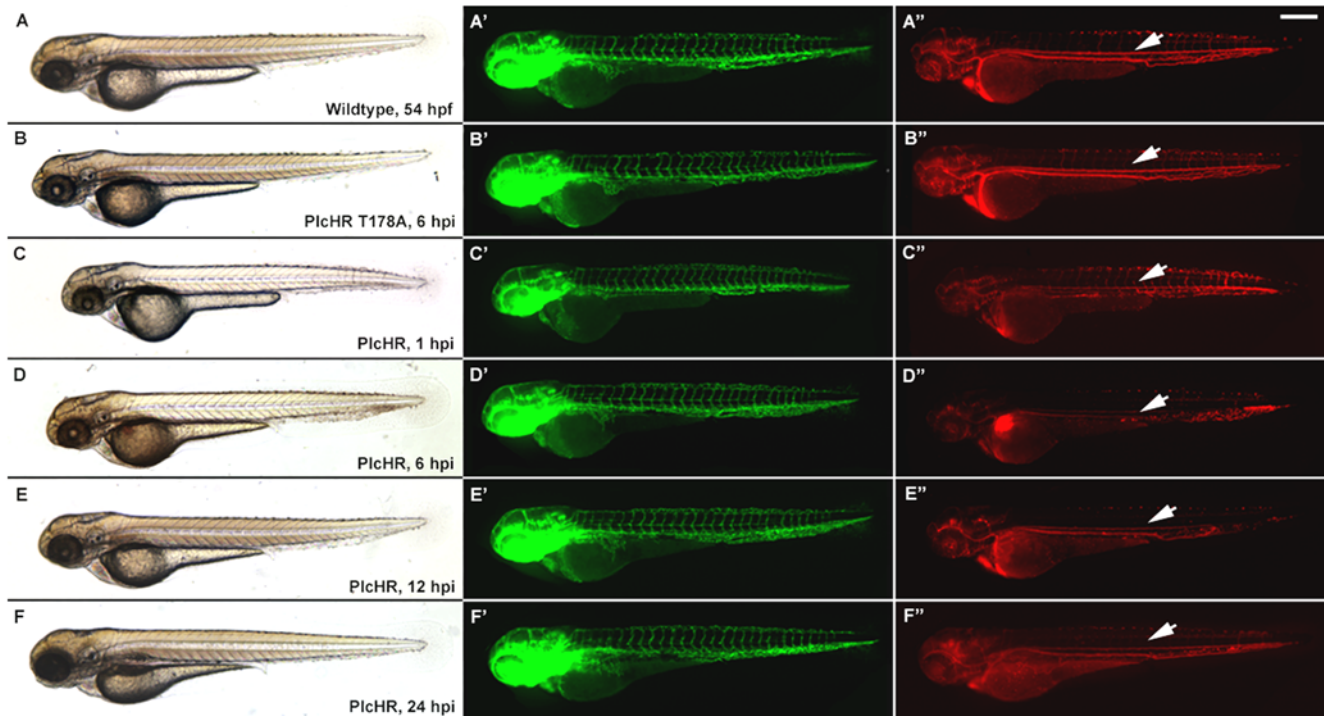 A A' A”
Wildtype, 54 hpf
B B' B”
PlcHR T178A, 6 hpi
C C' C”
PlcHR, 1 hpi
D D' D”
PlcHR, 6 hpi
E E' E”
PlcHR, 12 hpi
F F' F”
PlcHR, 24 hpi